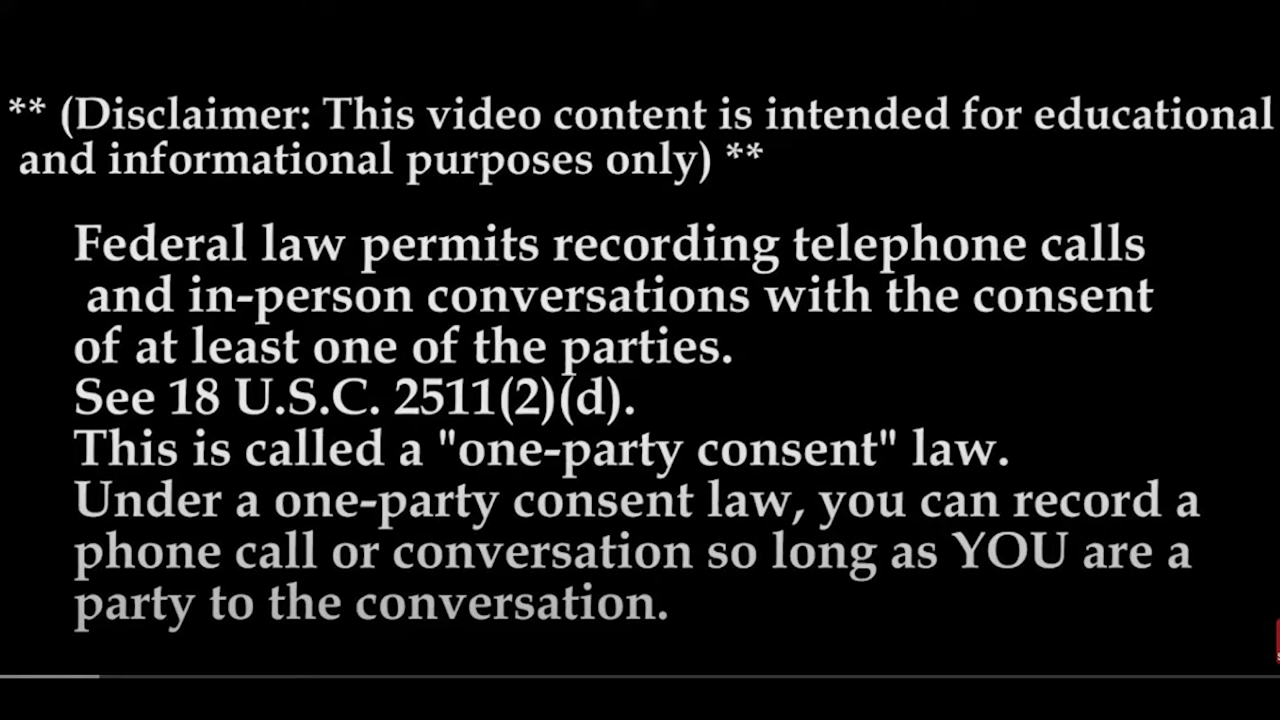 ** (Disclaimer: This video content is intended for educational
and informational purposes only) **
Federal law permits recording telephone calls
and in-person conversations with the consent
of at least one of the parties.
See 18 U.S.C. 2511(2)(d).
This is called a "one-party consent" law.
Under a one-party consent law, you can record a
phone call or conversation so long as YOU are a
party to the conversation.